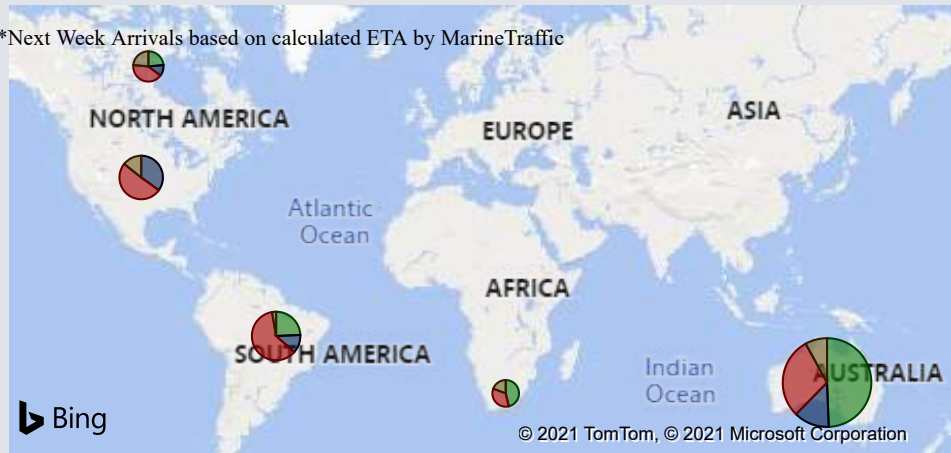 *Next Week Arrivals based on calculated ETA by MarineTraffic
NORTH AMERICA
EUROPE
ASIA
Atlantic
Ocean
AFRICA
SOUTH AMERICA
Indian
Ocean
AUSTRALIA
Bing
© 2021 TomTom, © 2021 Microsoft Corporation